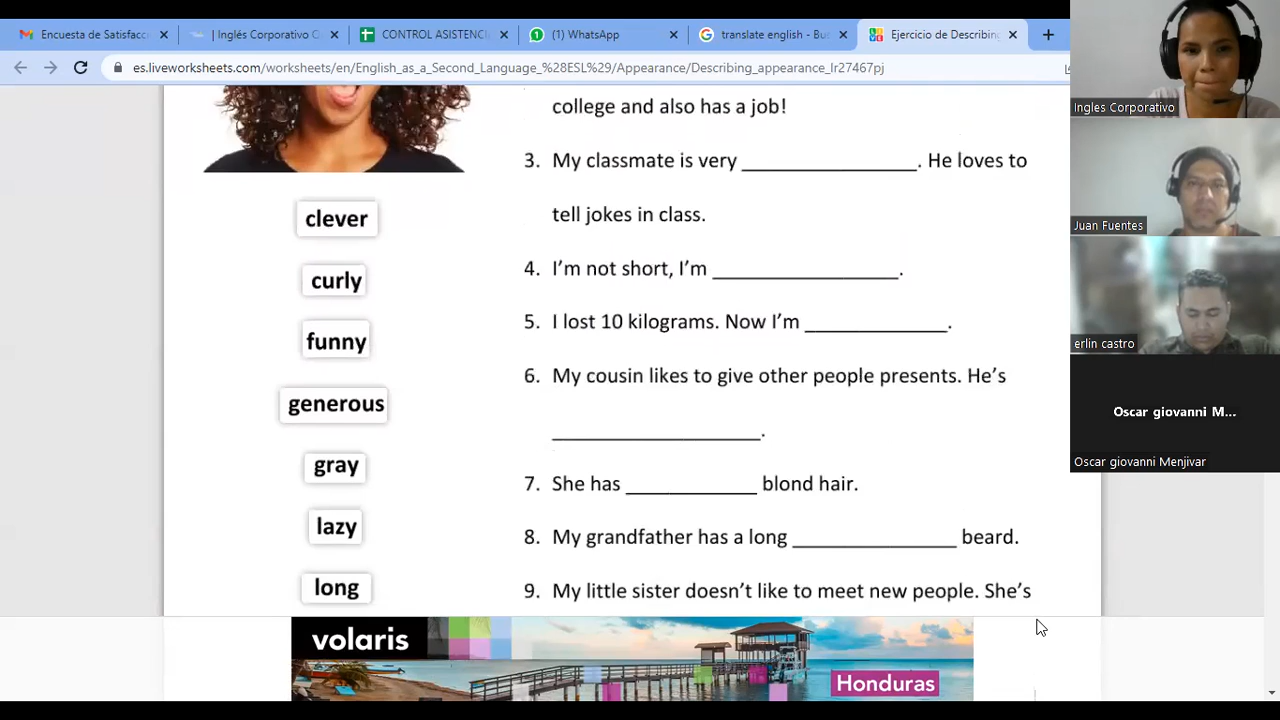 Encuesta de Satisfacci
Inglés Corporativo C
CONTROL ASISTENCI
(1) WhatsApp
translate english - Bus
Ejercicio de Describing
es.liveworksheets.com/worksheets/en/English_as_a_Second_Language_%28ESL%29/Appearance/Describing_appearance_lr27467pj
college and also has a job!
3. My classmate is very ________________. He loves to
tell jokes in class.
4. I'm not short, I'm _________________.
5. I lost 10 kilograms. Now I'm _____________.
6. My cousin likes to give other people presents. He's
___________________.
7. She has ____________ blond hair.
8. My grandfather has a long _______________ beard.
9. My little sister doesn't like to meet new people. She's
clever
curly
funny
generous
gray
lazy
long
volaris
Honduras
Ingles Corporativo
Juan Fuentes
erlin castro
Oscar giovanni M...
Oscar giovanni Menjivar